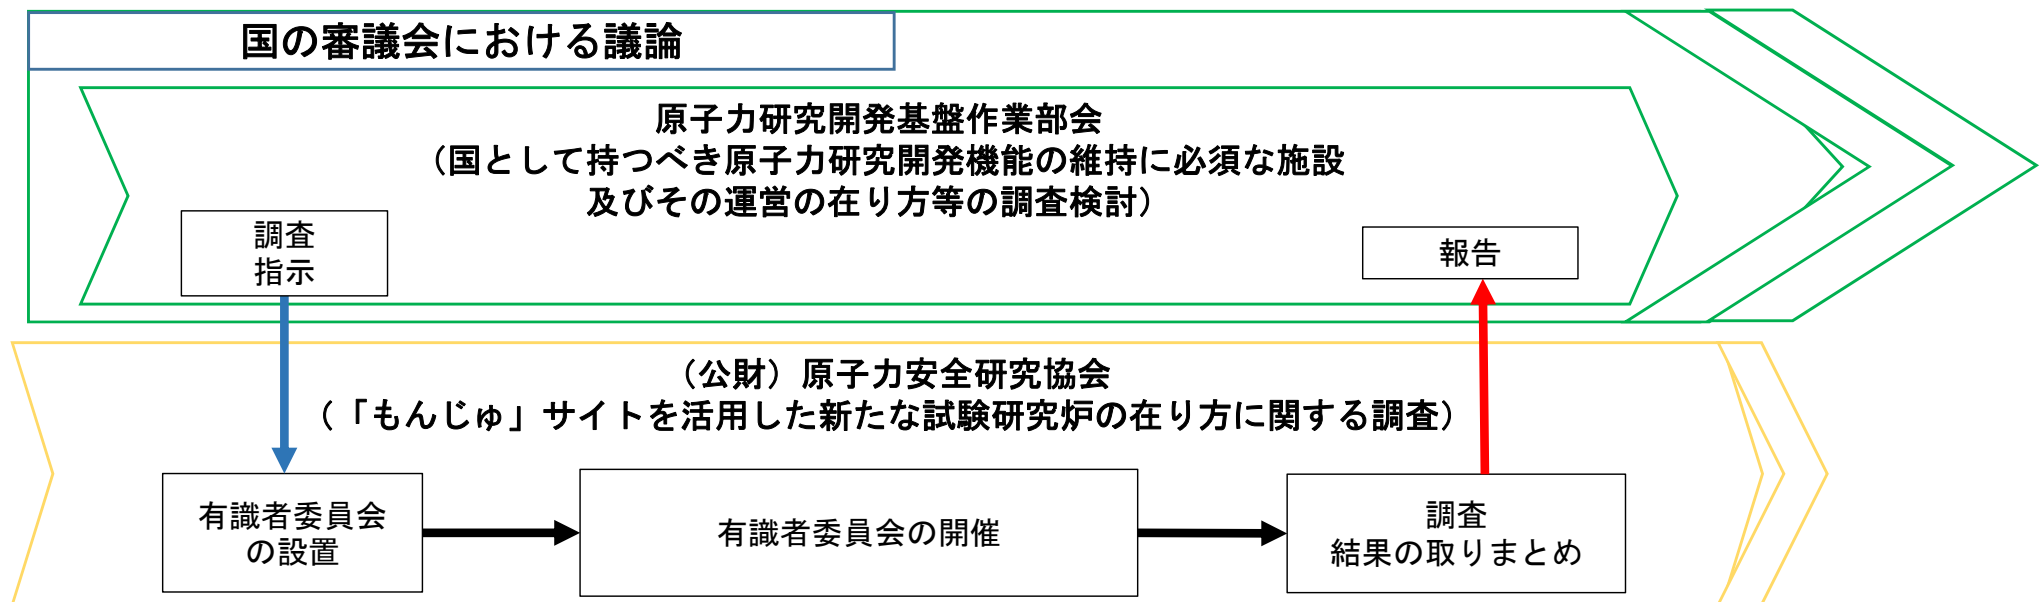 国の審議会における議論
原子力研究開発基盤作業部会
（国として持つべき原子力研究開発機能の維持に必須な施設
及びその運営の在り方等の調査検討）
調査
指示
報告
（公財）原子力安全研究協会
（「もんじゅ」サイトを活用した新たな試験研究炉の在り方に関する調査）
有識者委員会
の設置
有識者委員会の開催
調査
結果の取りまとめ